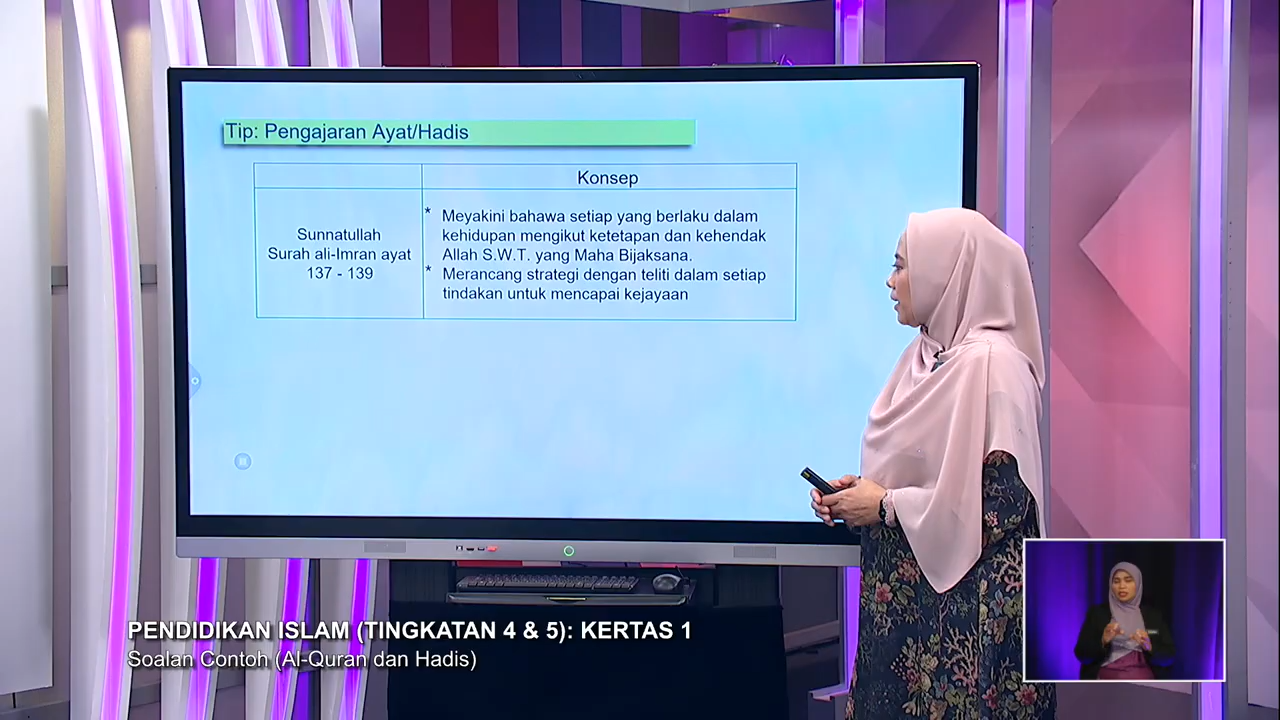 Tip: Pengajaran Ayat/Hadis
Konsep
Sunnatullah
Surah ali-Imran ayat
137 - 139
* Meyakini bahawa setiap yang berlaku dalam
kehidupan mengikut ketetapan dan kehendak
Allah S.W.T. yang Maha Bijaksana.
* Merancang strategi dengan teliti dalam setiap
tindakan untuk mencapai kejayaan
PENDIDIKAN ISLAM (TINGKATAN 4 & 5): KERTAS 1
Soalan Contoh (Al-Quran dan Hadis)